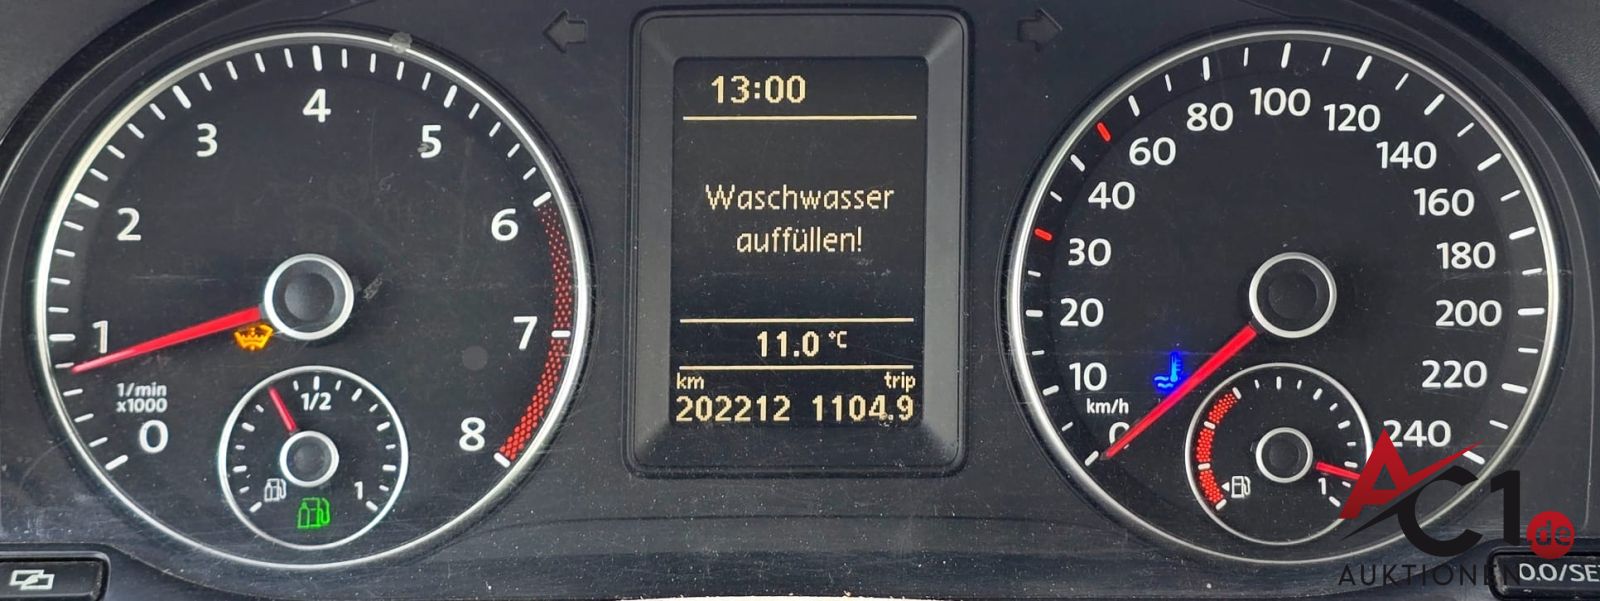 0
1
2
3
4
5
6
7
8
1/min
x1000
1/2
1
13:00
Waschwasser
auffüllen!
11.0 °C
km trip
202212 1104.9
0
10
20
30
40
60
80
100
120
140
160
180
200
220
240
km/h
1
AC1
.de
AUKTIONEN
0.0/SET